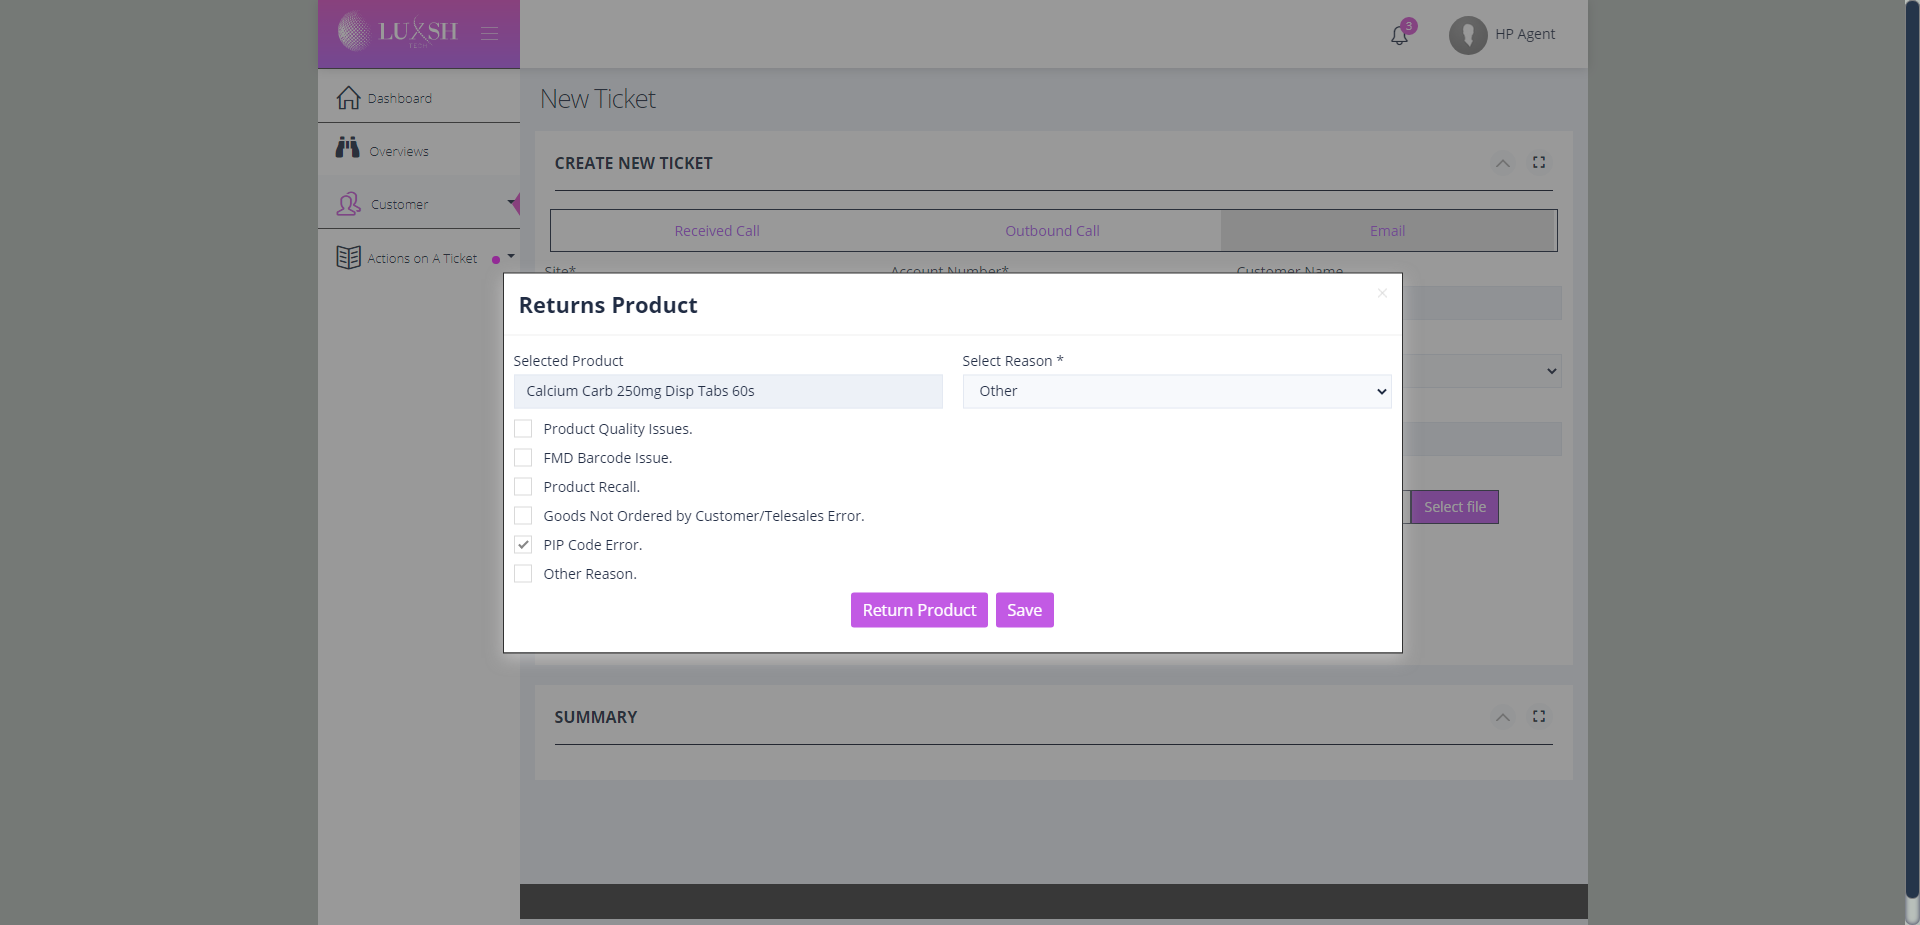 LUXSH
3
HP Agent
Dashboard
Overviews
Customer
Actions on A Ticket
New Ticket
CREATE NEW TICKET
Received Call
Outbound Call
Email
Site*
Account Number*
Customer Name
Returns Product
×
Selected Product
Select Reason *
Calcium Carb 250mg Disp Tabs 60s
Other
Product Quality Issues.
FMD Barcode Issue.
Product Recall.
Goods Not Ordered by Customer/Telesales Error.
PIP Code Error.
Other Reason.
Select file
Return Product
Save
SUMMARY